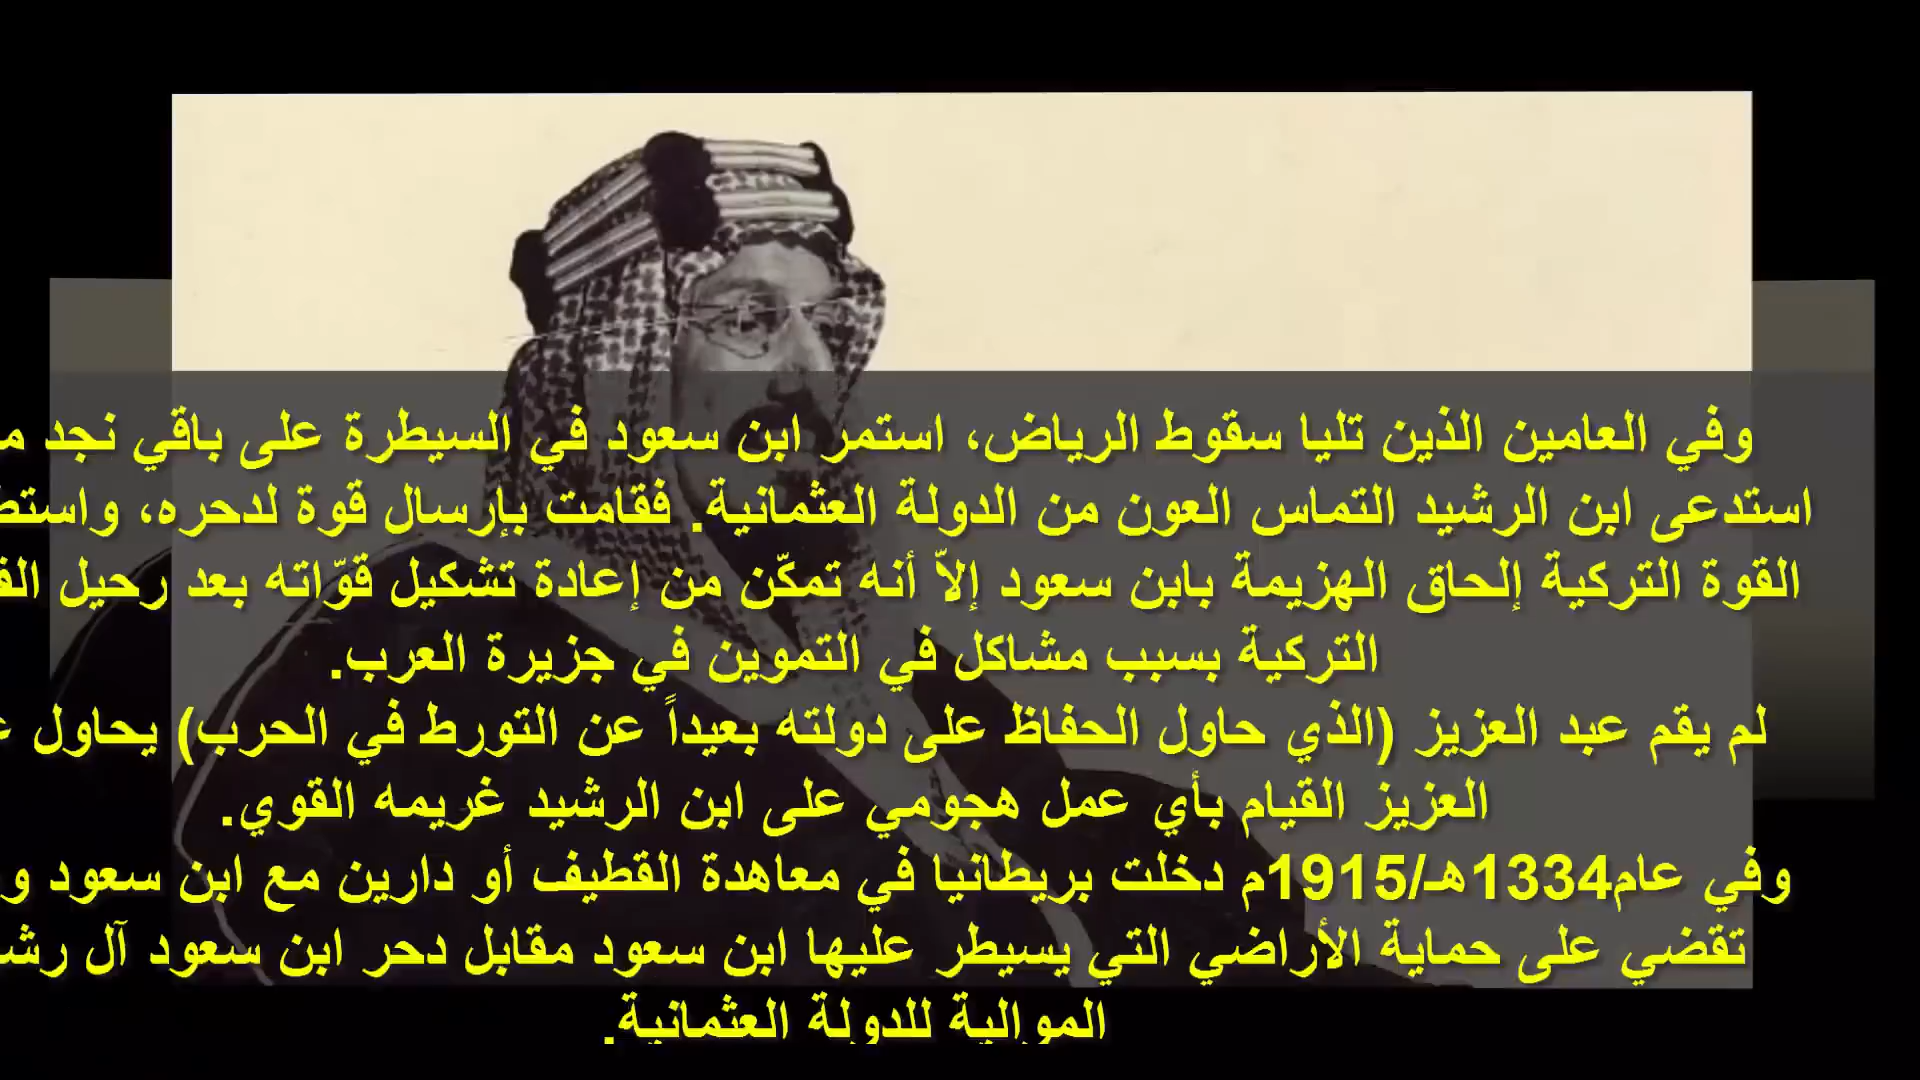 وفي العامين الذين تليا سقوط الرياض، استمر ابن سعود في السيطرة على باقي نجد
استدعى ابن الرشيد التماس العون من الدولة العثمانية. فقامت بإرسال قوة لدحره،
القوة التركية إلحاق الهزيمة بابن سعود إلاّ أنه تمكّن من إعادة تشكيل قوّاته بعد رحيل
التركية بسبب مشاكل في التموين في جزيرة العرب.
لم يقم عبد العزيز (الذي حاول الحفاظ على دولته بعيداً عن التورط في الحرب) يحاول
العزيز القيام بأي عمل هجومي على ابن الرشيد غريمه القوي.
وفي عام1334هـ/1915م دخلت بريطانيا في معاهدة القطيف أو دارين مع ابن سعود
تقضي على حماية الأراضي التي يسيطر عليها ابن سعود مقابل دحر ابن سعود آل
الموالية للدولة العثمانية.